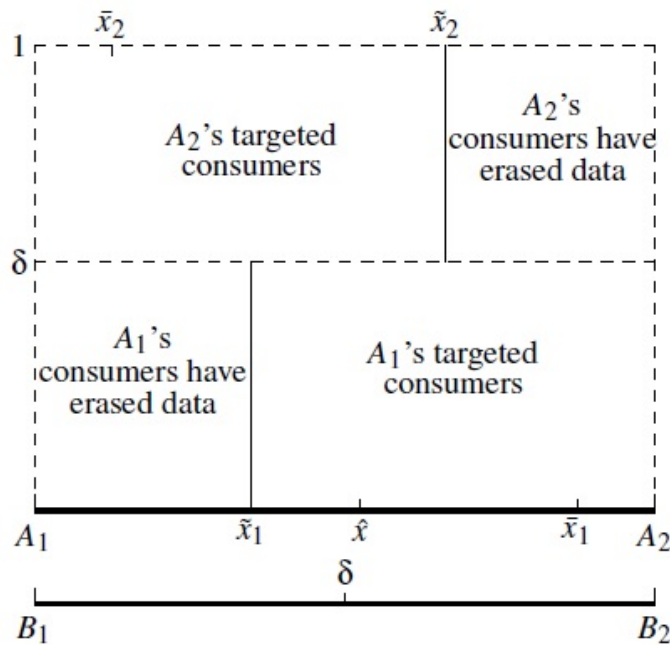 x̄₂ x̃₂
1
A₂'s targeted
consumers
A₂'s
consumers have
erased data
δ
A₁'s
consumers have
erased data
A₁'s targeted
consumers
A₁ x̃₁ x̂ x̄₁ A₂
δ
B₁ B₂